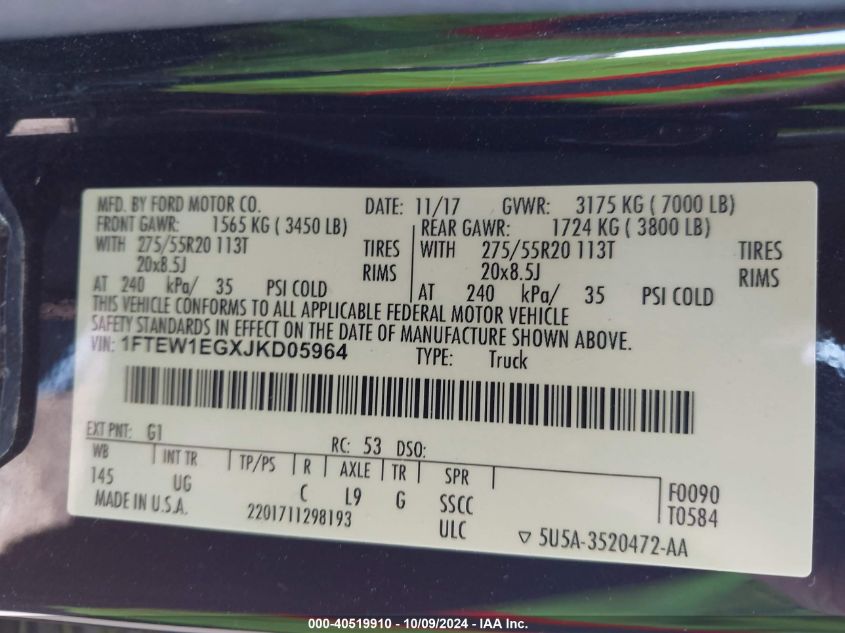 MFD. BY FORD MOTOR CO. DATE: 11/17 GVWR: 3175 KG ( 7000 LB)
FRONT GAWR: 1565 KG ( 3450 LB) REAR GAWR: 1724 KG ( 3800 LB)
WITH 275/55R20 113T TIRES WITH 275/55R20 113T TIRES
20x8.5J RIMS 20x8.5J RIMS
AT 240 kPa/ 35 PSI COLD AT 240 kPa/ 35 PSI COLD
THIS VEHICLE CONFORMS TO ALL APPLICABLE FEDERAL MOTOR VEHICLE
SAFETY STANDARDS IN EFFECT ON THE DATE OF MANUFACTURE SHOWN ABOVE.
VIN: 1FTEW1EGXJKD05964 TYPE: Truck
EXT PNT: G1 RC: 53 DSO:
WB INT TR TP/PS R AXLE TR SPR
145 UG C L9 G SSCC F0090
MADE IN U.S.A. 2201711298193 ULC T0584
5U5A-3520472-AA
000-40519910 - 10/09/2024 - IAA Inc.